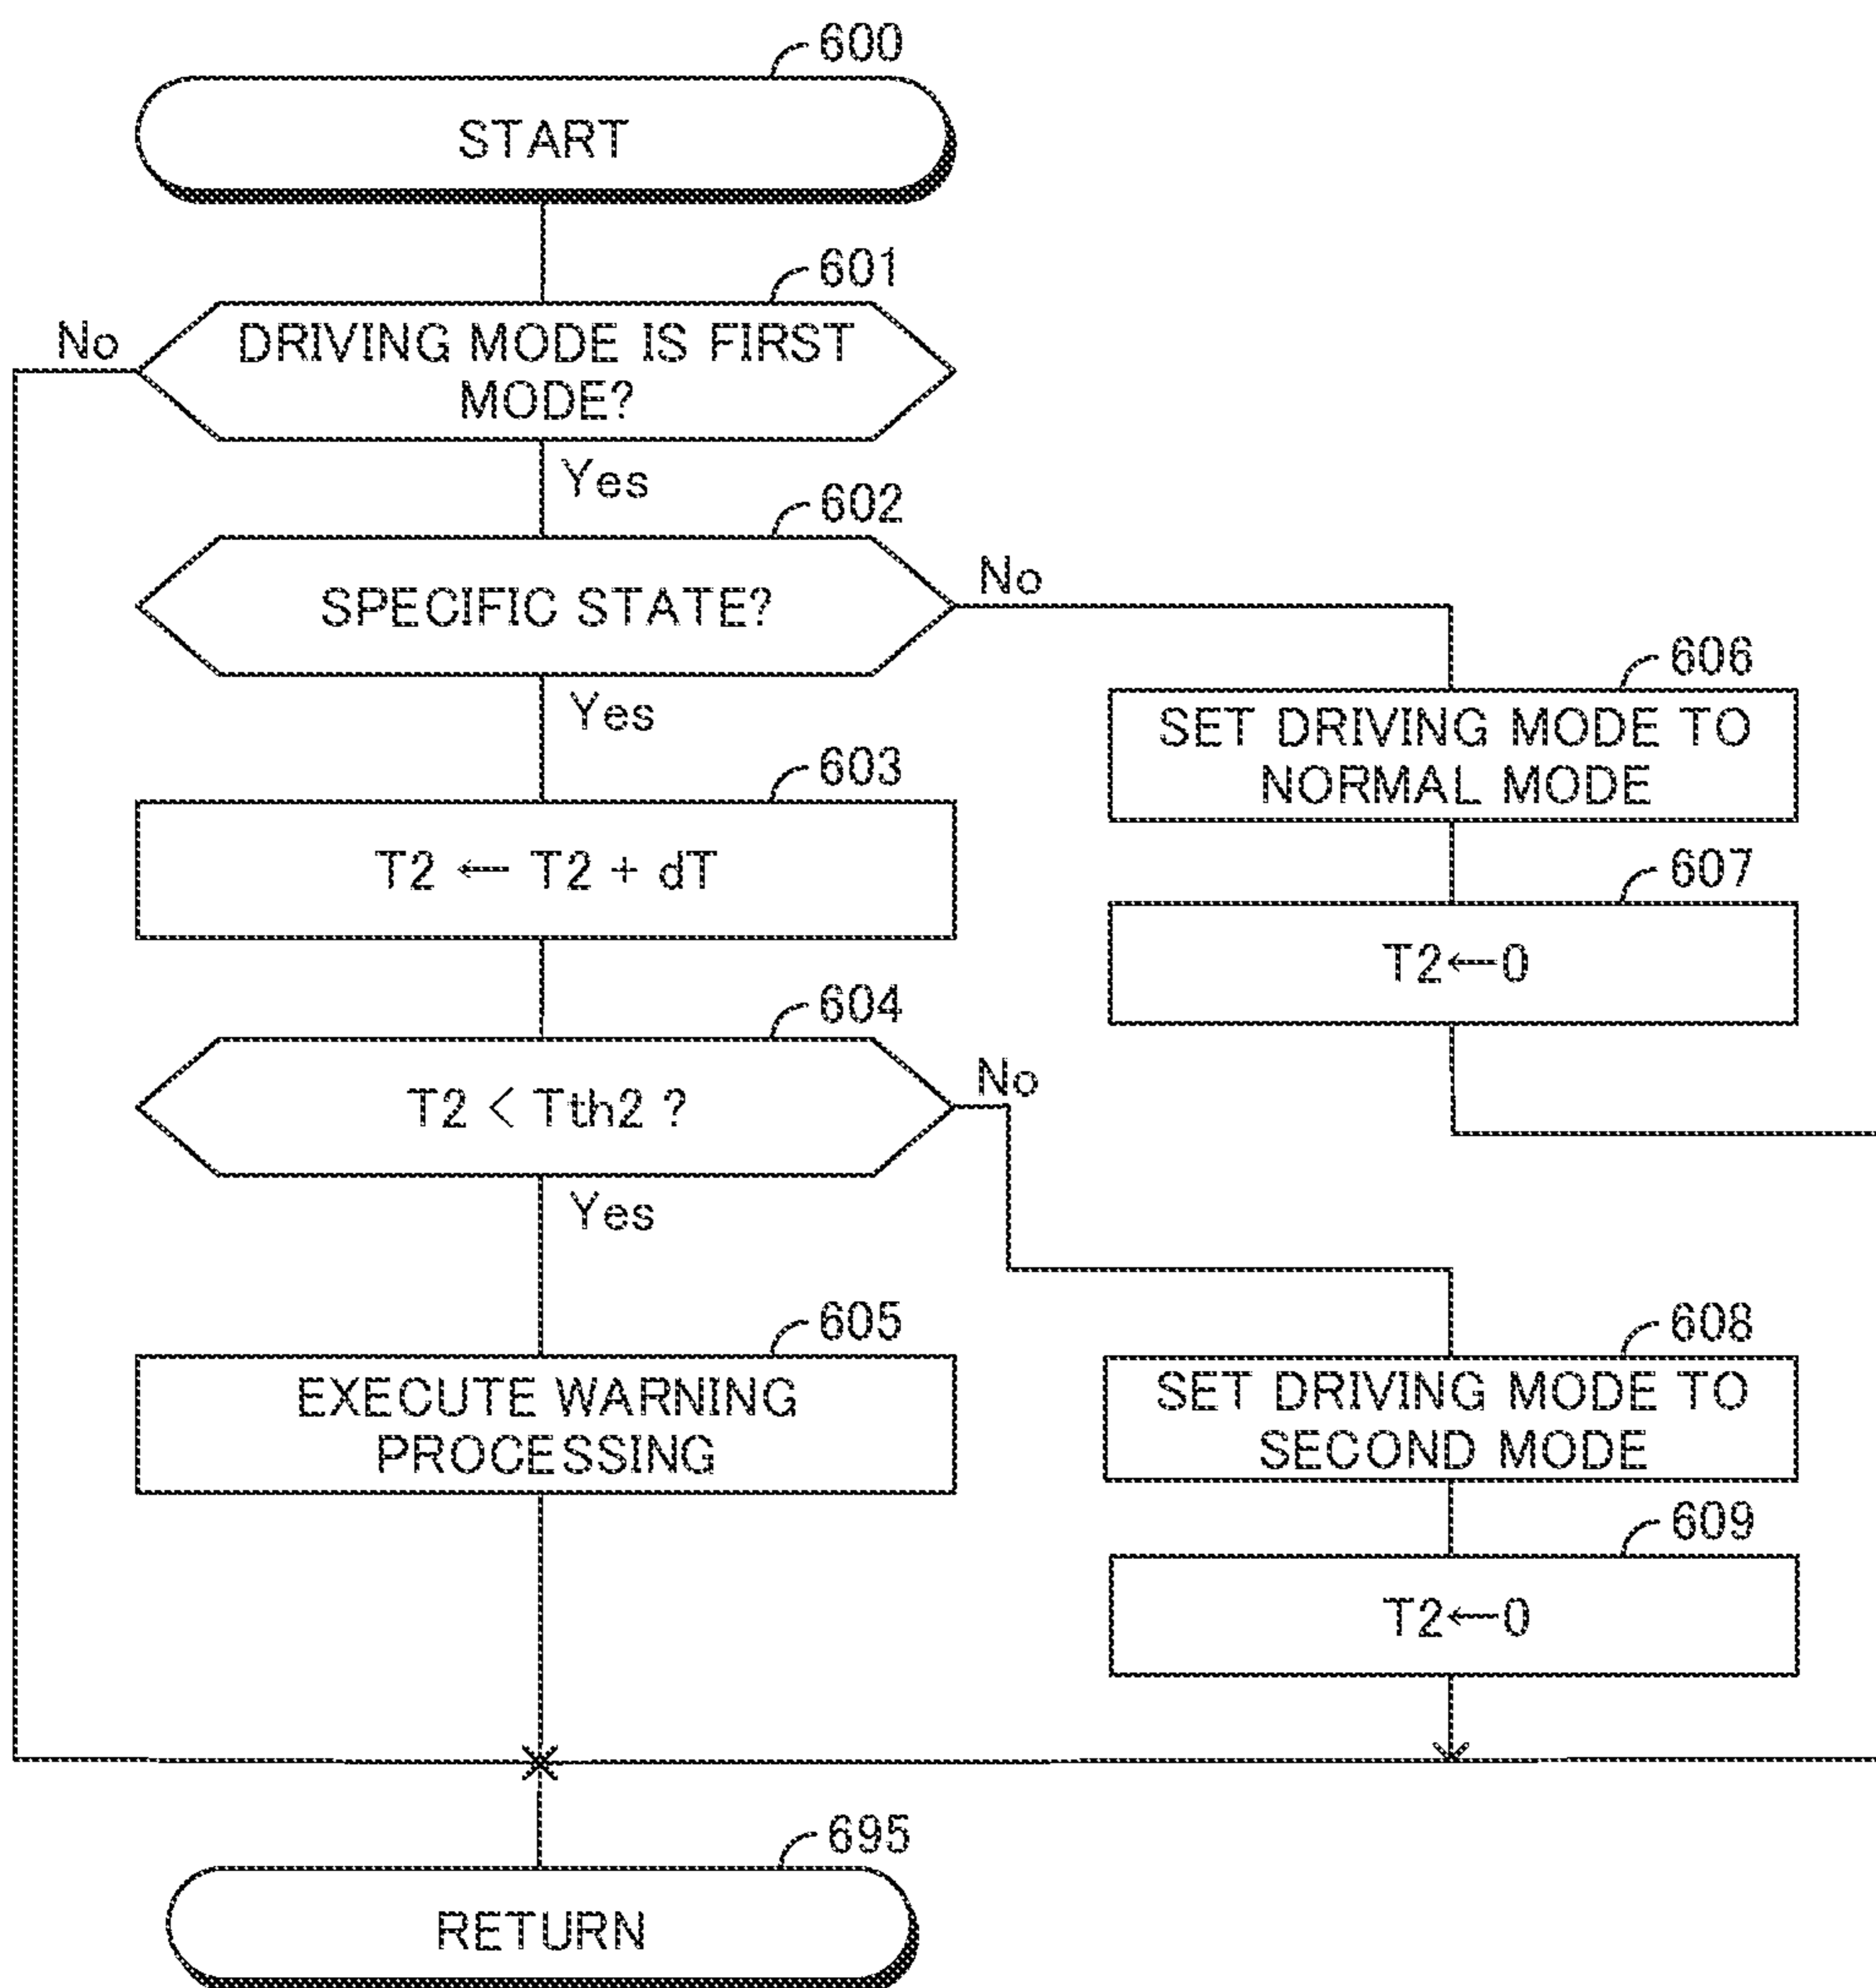 600
START
601
No
DRIVING MODE IS FIRST
MODE?
Yes
602
SPECIFIC STATE?
No
606
SET DRIVING MODE TO
NORMAL MODE
Yes
603
T2 ← T2 + dT
607
T2←0
604
T2 < Tth2 ?
No
Yes
605
EXECUTE WARNING
PROCESSING
608
SET DRIVING MODE TO
SECOND MODE
609
T2←0
695
RETURN